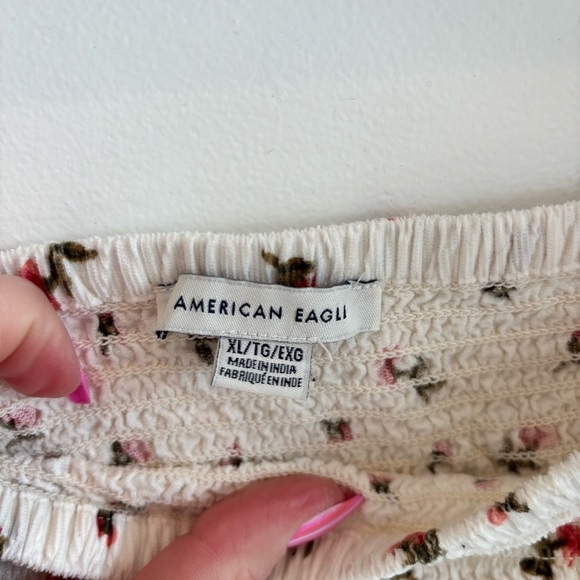 AMERICAN EAGLE
XL/TG/EXG
MADE IN INDIA
FABRIQUÉ EN INDE